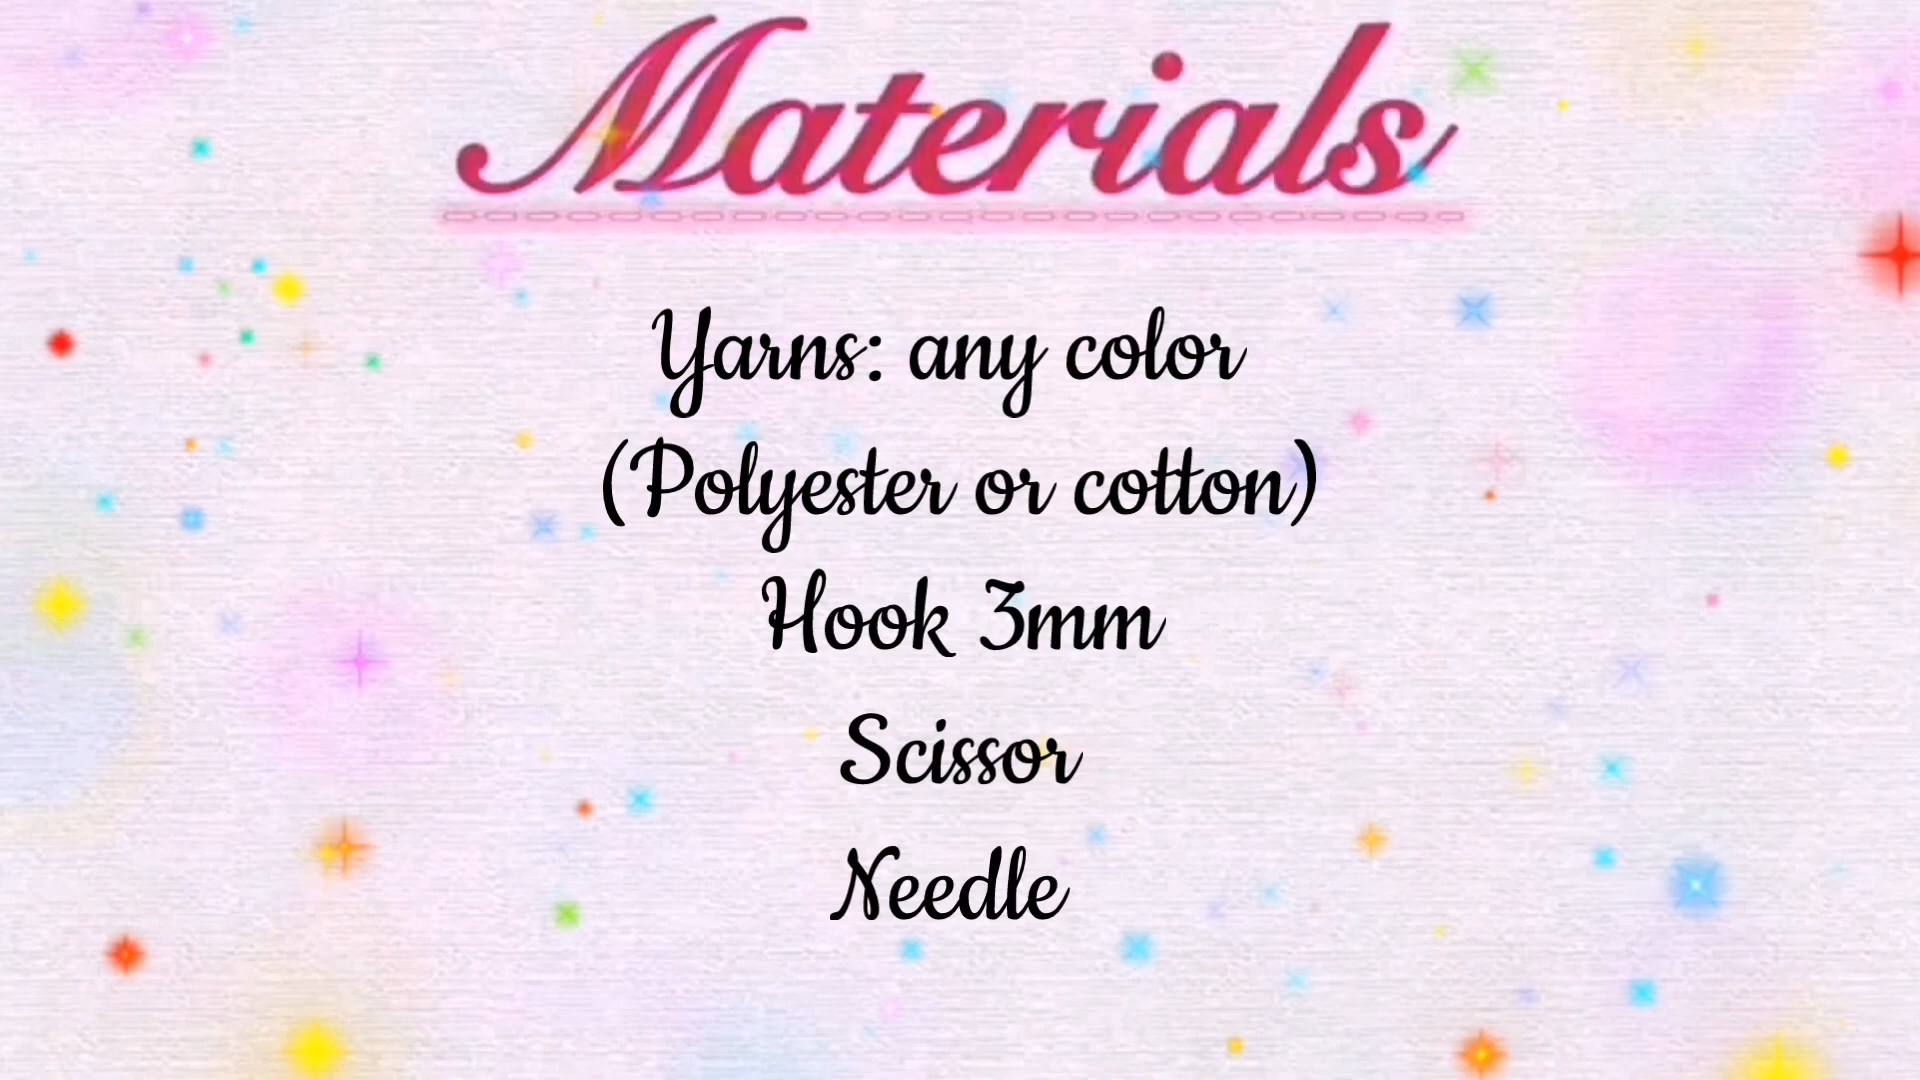 Materials
Yarns: any color
(Polyester or cotton)
Hook 3mm
Scissor
Needle